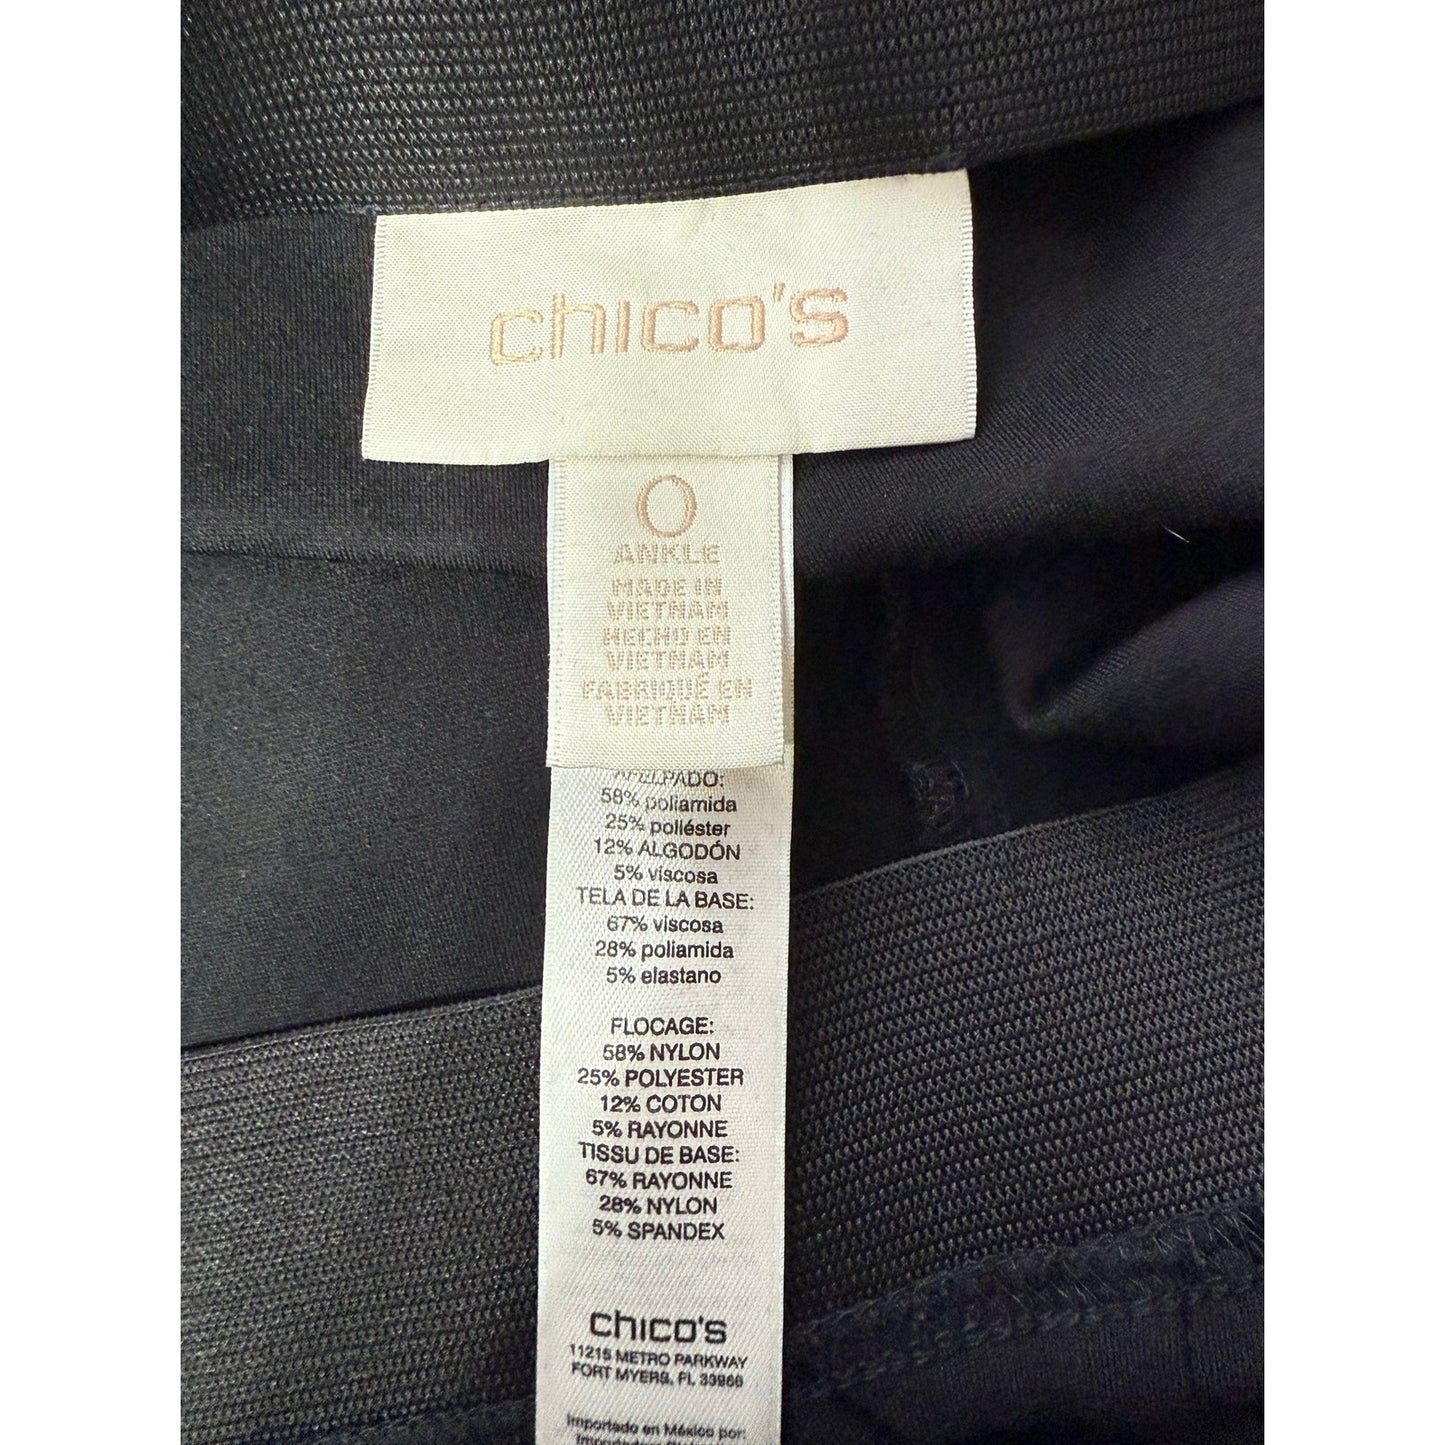 chico's
0
ANKLE
MADE IN
VIETNAM
HECHO EN
VIETNAM
FABRIQUÉ EN
VIETNAM
58% poliamida
25% poliéster
12% ALGODÓN
5% viscosa
TELA DE LA BASE:
67% viscosa
28% poliamida
5% elastano
FLOCAGE:
58% NYLON
25% POLYESTER
12% COTON
5% RAYONNE
TISSU DE BASE:
67% RAYONNE
28% NYLON
5% SPANDEX
chico's
11215 METRO PARKWAY
FORT MYERS, FL 33966
Importado en México por: